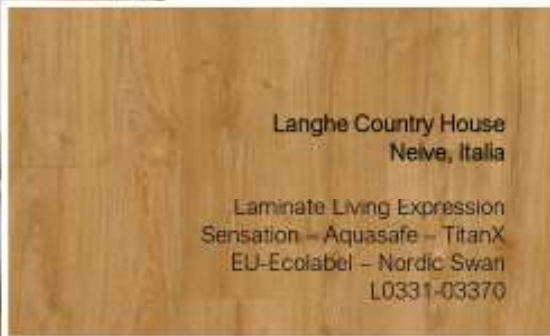 Langhe Country House
Neive, Italia
Laminate Living Expression
Sensation – Aquasafe – TitanX
EU-Ecolabel – Nordic Swan
L0331-03370